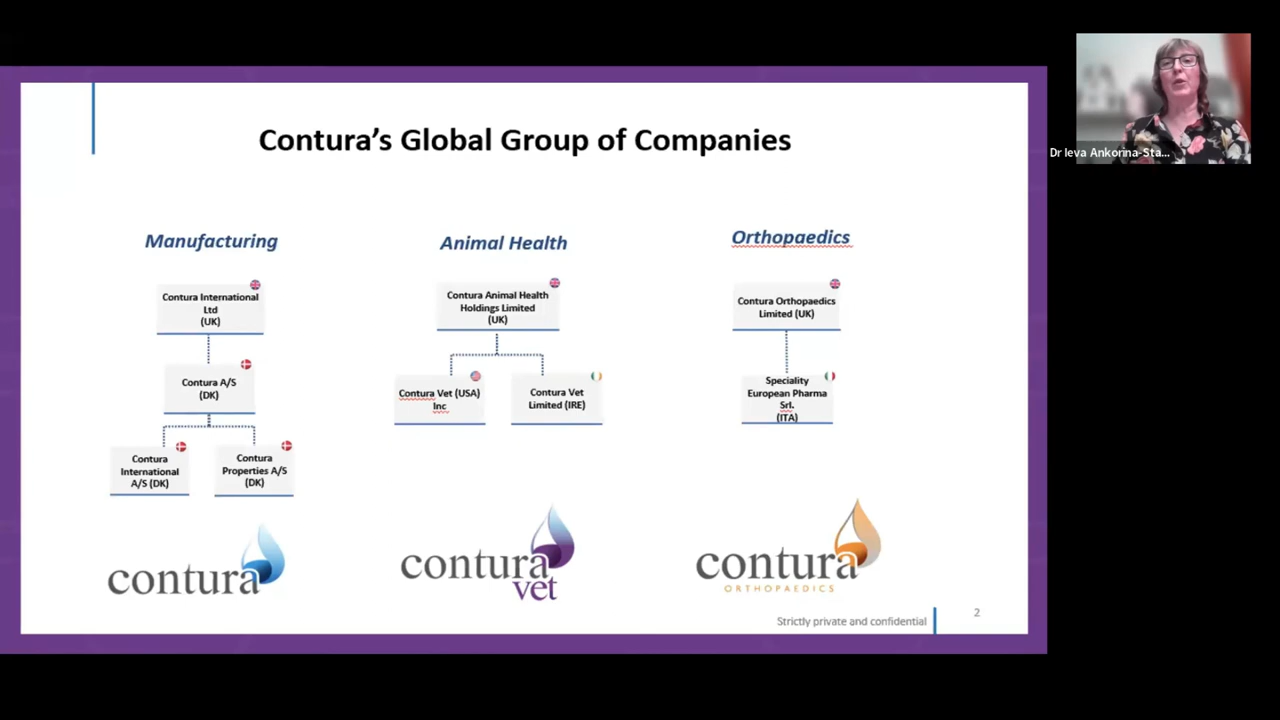 Contura's Global Group of Companies
Manufacturing
Contura International
Ltd
(UK)
Contura A/S
(DK)
Contura
International
A/S (DK)
Contura
Properties A/S
(DK)
contura
Animal Health
Contura Animal Health
Holdings Limited
(UK)
Contura Vet (USA)
Inc
Contura Vet
Limited (IRE)
contura
vet
Orthopaedics
Contura Orthopaedics
Limited (UK)
Speciality
European Pharma
Srl.
(ITA)
contura
ORTHOPAEDICS
Strictly private and confidential
2
Dr Ieva Ankorina-Sta...